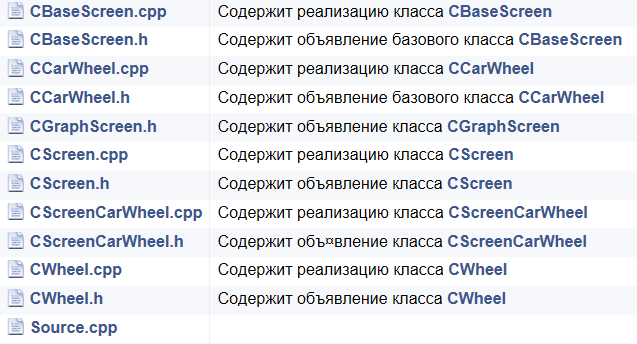 CBaseScreen.cpp Содержит реализацию класса CBaseScreen
CBaseScreen.h Содержит объявление базового класса CBaseScreen
CCarWheel.cpp Содержит реализацию класса CCarWheel
CCarWheel.h Содержит объявление базового класса CCarWheel
CGraphScreen.h Содержит объявление класса CGraphScreen
CScreen.cpp Содержит реализацию класса CScreen
CScreen.h Содержит объявление класса CScreen
CScreenCarWheel.cpp Содержит реализацию класса CScreenCarWheel
CScreenCarWheel.h Содержит объ¤вление класса CScreenCarWheel
CWheel.cpp Содержит реализацию класса CWheel
CWheel.h Содержит объявление класса CWheel
Source.cpp